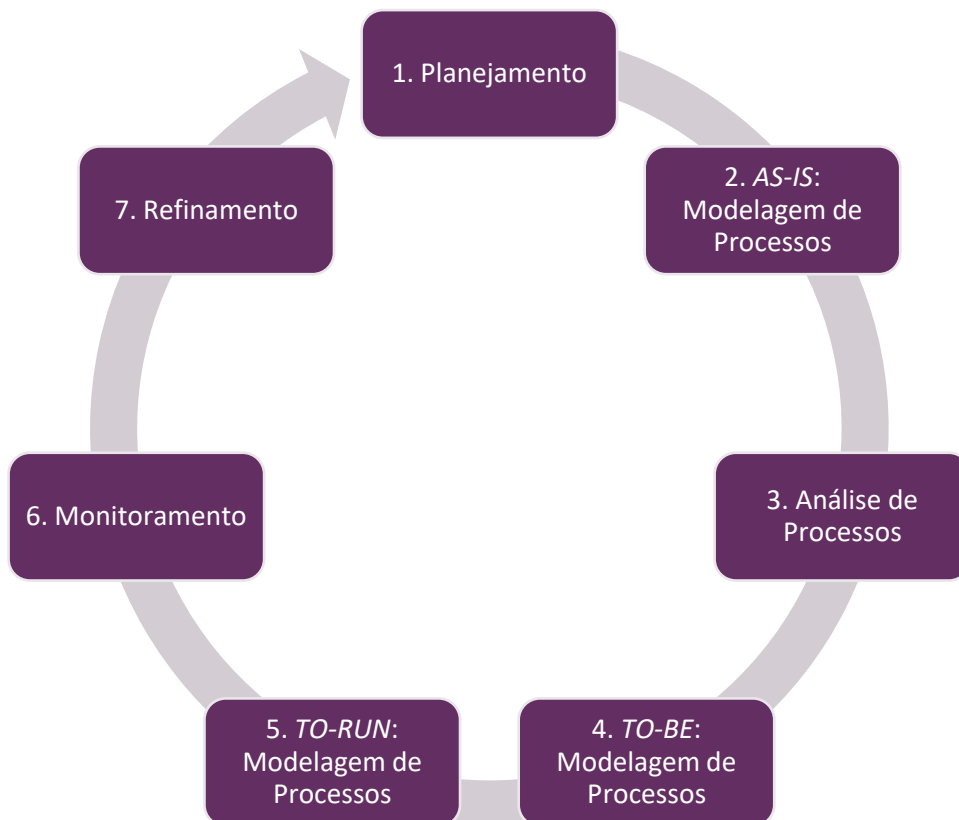 1. Planejamento
2. AS-IS:
Modelagem de
Processos
3. Análise de
Processos
4. TO-BE:
Modelagem de
Processos
5. TO-RUN:
Modelagem de
Processos
6. Monitoramento
7. Refinamento